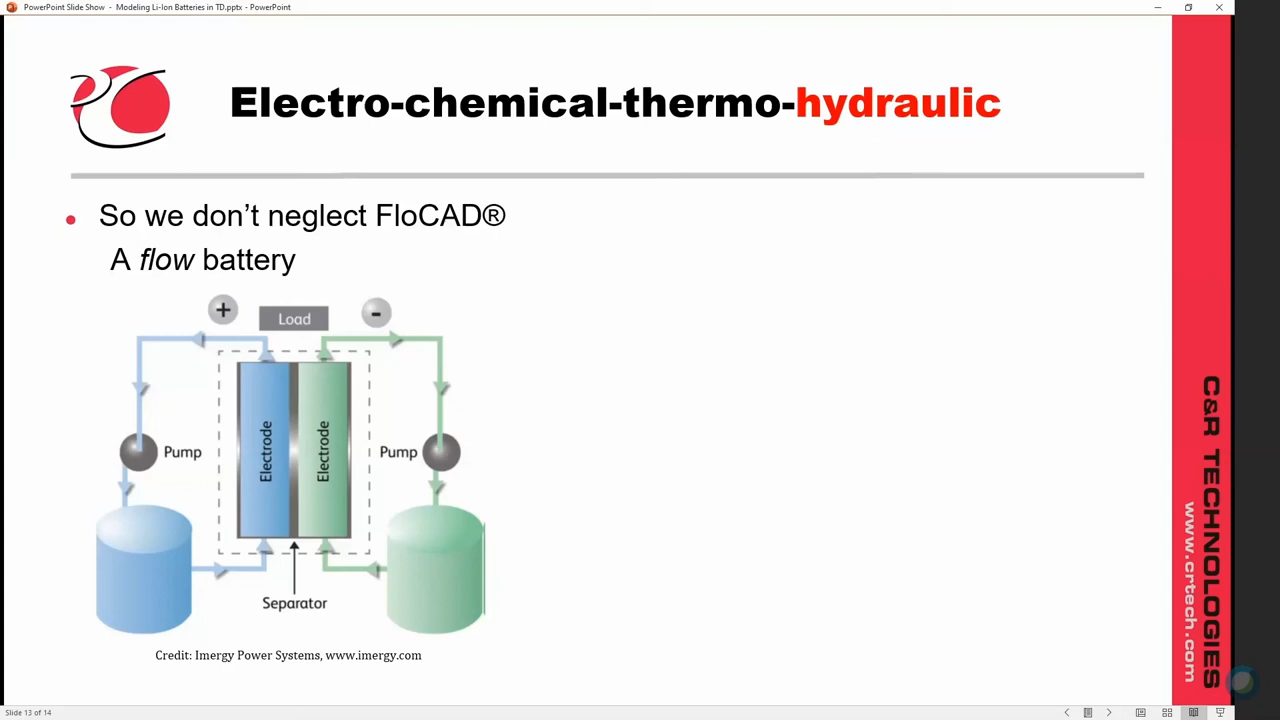 PowerPoint Slide Show - Modeling Li-Ion Batteries in TD.pptx - PowerPoint
Electro-chemical-thermo-hydraulic
• So we don’t neglect FloCAD®
A flow battery
+ Load -
Electrode Electrode
Pump Pump
Separator
Credit: Imergy Power Systems, www.imergy.com
C&R TECHNOLOGIES
www.crtech.com
Slide 13 of 14